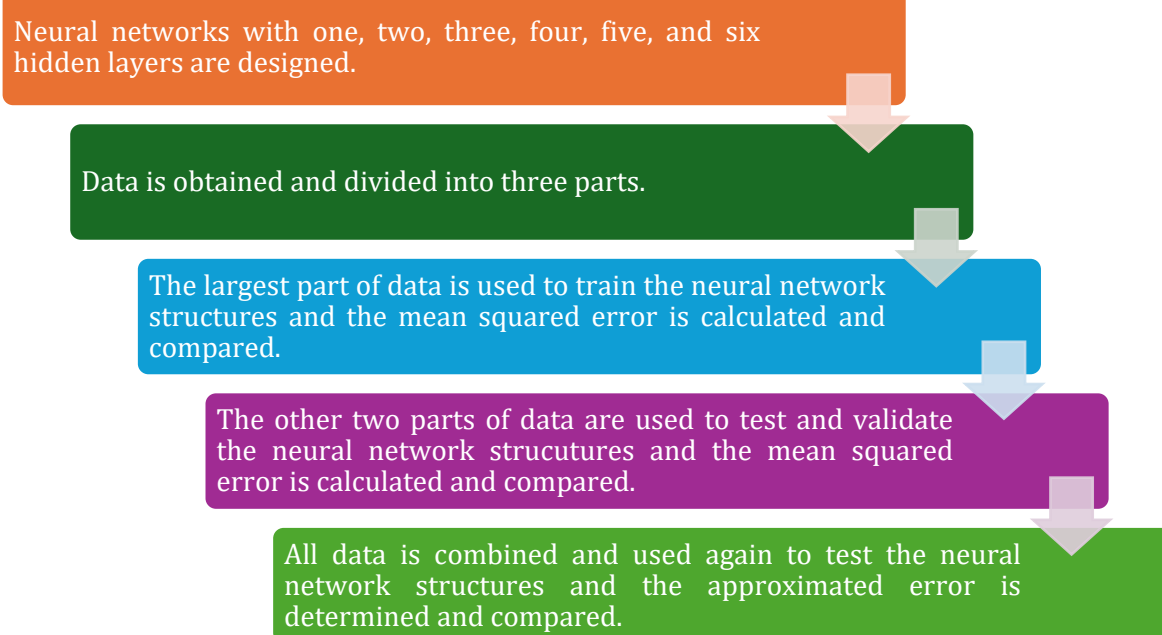 Neural networks with one, two, three, four, five, and six
hidden layers are designed.
Data is obtained and divided into three parts.
The largest part of data is used to train the neural network
structures and the mean squared error is calculated and
compared.
The other two parts of data are used to test and validate
the neural network strucutures and the mean squared
error is calculated and compared.
All data is combined and used again to test the neural
network structures and the approximated error is
determined and compared.